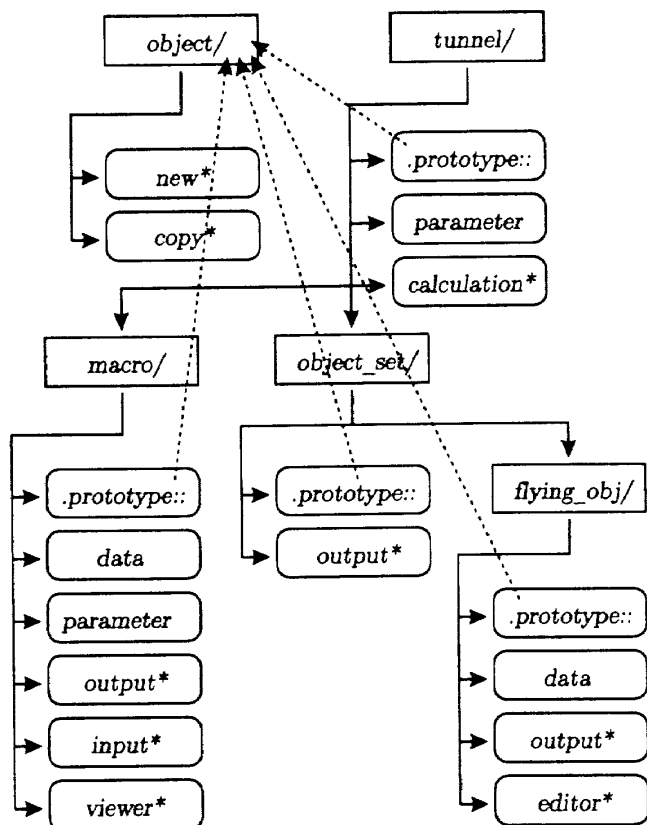 object/
tunnel/
new*
copy*
.prototype::
parameter
calculation*
macro/
object_set/
.prototype::
data
parameter
output*
input*
viewer*
.prototype::
output*
flying_obj/
.prototype::
data
output*
editor*